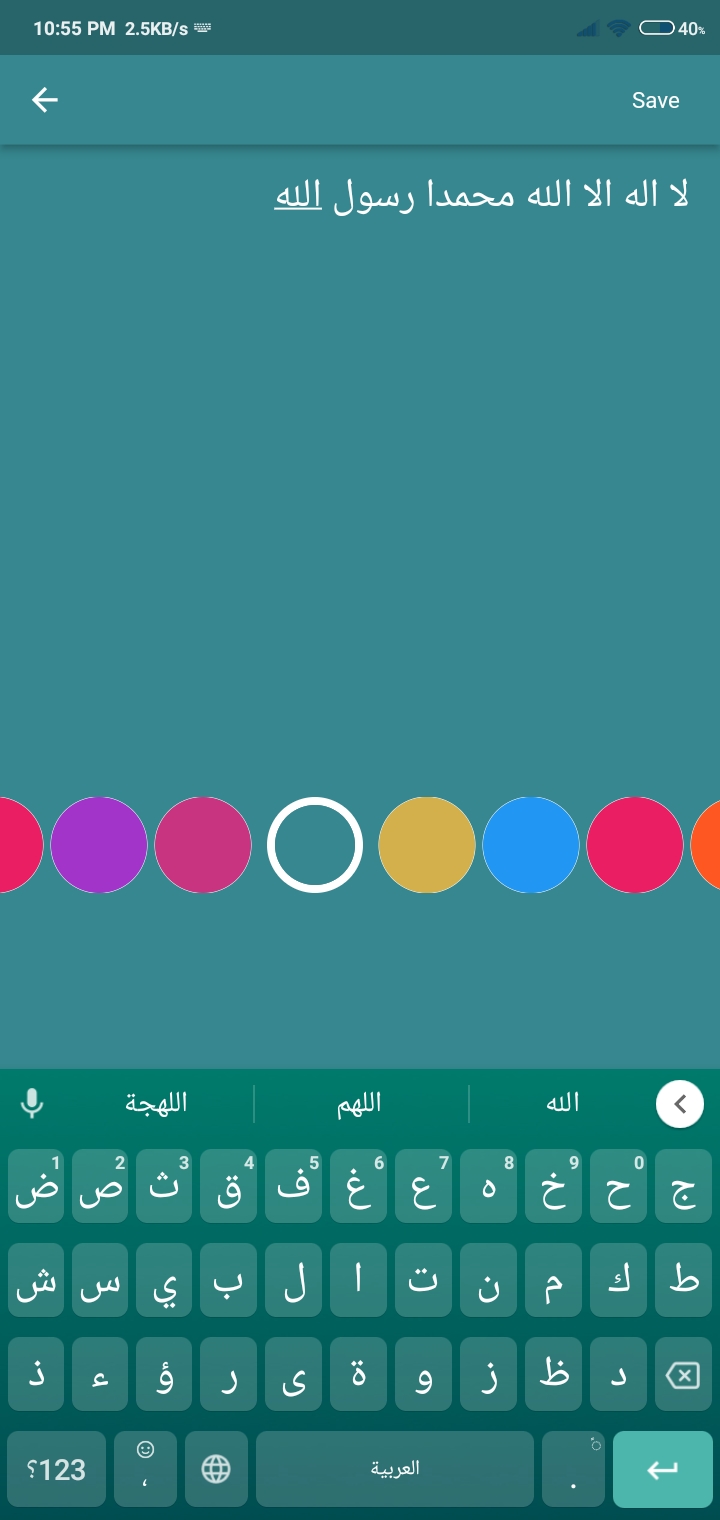 10:55 PM 2.5KB/s 40%
Save
لا اله الا الله محمدا رسول الله
اللهجة اللهم الله
1 2 3 4 5 6 7 8 9 0
ض ص ث ق ف غ ع ه خ ح ج
ش س ي ب ل ا ت ن م ك ط
ذ ء ؤ ر ى ة و ز ظ د
؟123 ، العربية .